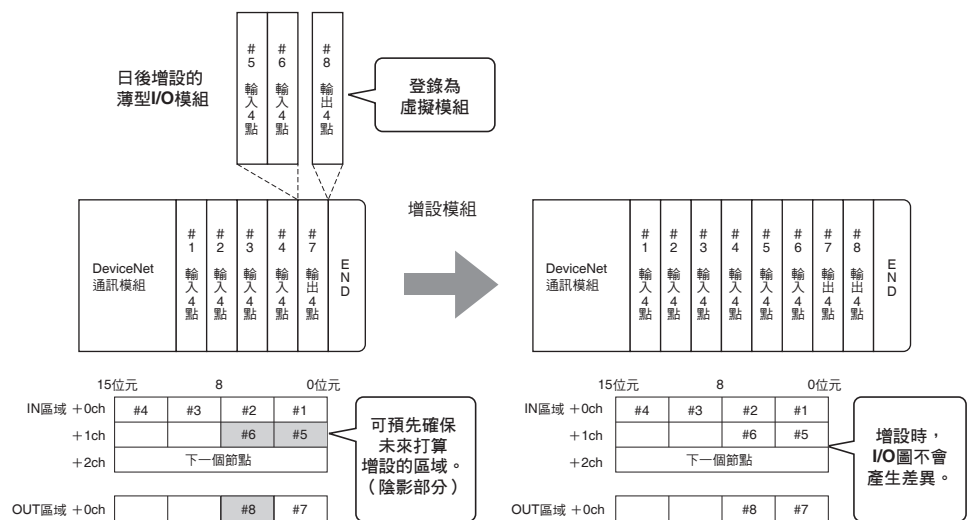 日後增設的
薄型I/O模組
#5 輸入4點
#6 輸入4點
#8 輸出4點
登錄為
虛擬模組
DeviceNet
通訊模組
#1 輸入4點
#2 輸入4點
#3 輸入4點
#4 輸入4點
#7 輸出4點
END
增設模組
DeviceNet
通訊模組
#1 輸入4點
#2 輸入4點
#3 輸入4點
#4 輸入4點
#5 輸入4點
#6 輸入4點
#7 輸出4點
#8 輸出4點
END
15位元 8 0位元
IN區域 +0ch #4 #3 #2 #1
+1ch #6 #5
+2ch 下一個節點
OUT區域 +0ch #8 #7
可預先確保
未來打算
增設的區域。
(陰影部分)
15位元 8 0位元
IN區域 +0ch #4 #3 #2 #1
+1ch #6 #5
+2ch 下一個節點
OUT區域 +0ch #8 #7
增設時,
I/O圖不會
產生差異。